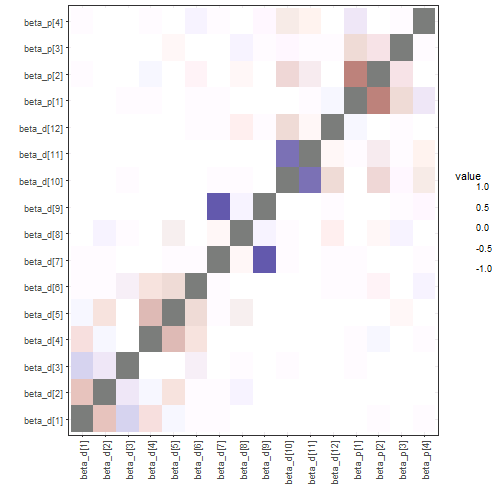 beta_p[4]
beta_p[3]
beta_p[2]
beta_p[1]
beta_d[12]
beta_d[11]
beta_d[10]
beta_d[9]
beta_d[8]
beta_d[7]
beta_d[6]
beta_d[5]
beta_d[4]
beta_d[3]
beta_d[2]
beta_d[1]
beta_d[1]
beta_d[2]
beta_d[3]
beta_d[4]
beta_d[5]
beta_d[6]
beta_d[7]
beta_d[8]
beta_d[9]
beta_d[10]
beta_d[11]
beta_d[12]
beta_p[1]
beta_p[2]
beta_p[3]
beta_p[4]
value
1.0
0.5
0.0
-0.5
-1.0